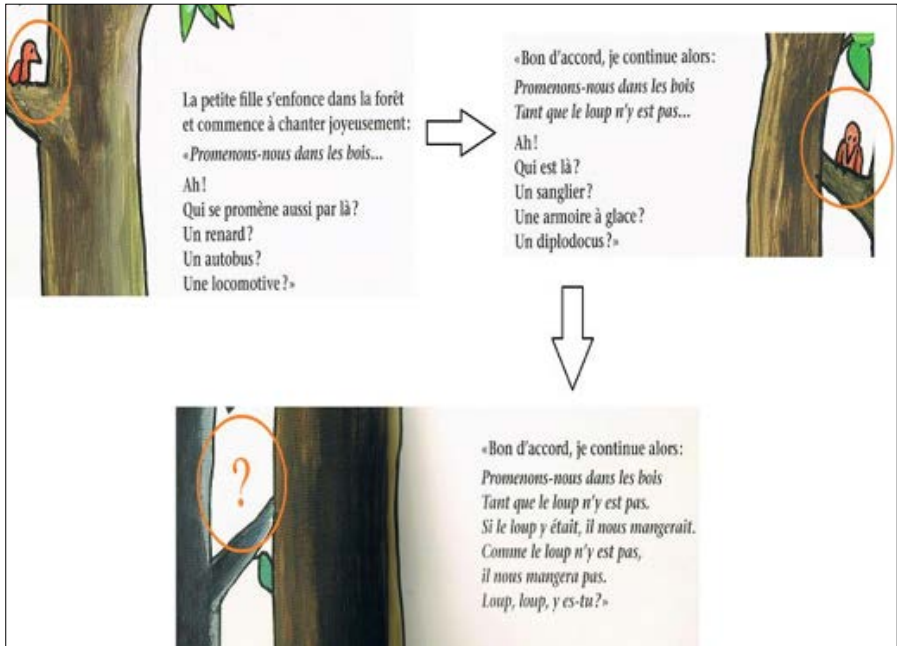 La petite fille s'enfonce dans la forêt
et commence à chanter joyeusement:
«Promenons-nous dans les bois...
Ah!
Qui se promène aussi par là?
Un renard?
Un autobus?
Une locomotive?»
«Bon d'accord, je continue alors:
Promenons-nous dans les bois
Tant que le loup n'y est pas...
Ah!
Qui est là?
Un sanglier?
Une armoire à glace?
Un diplodocus?»
?
«Bon d'accord, je continue alors:
Promenons-nous dans les bois
Tant que le loup n'y est pas.
Si le loup y était, il nous mangerait.
Comme le loup n'y est pas,
il nous mangera pas.
Loup, loup, y es-tu?»